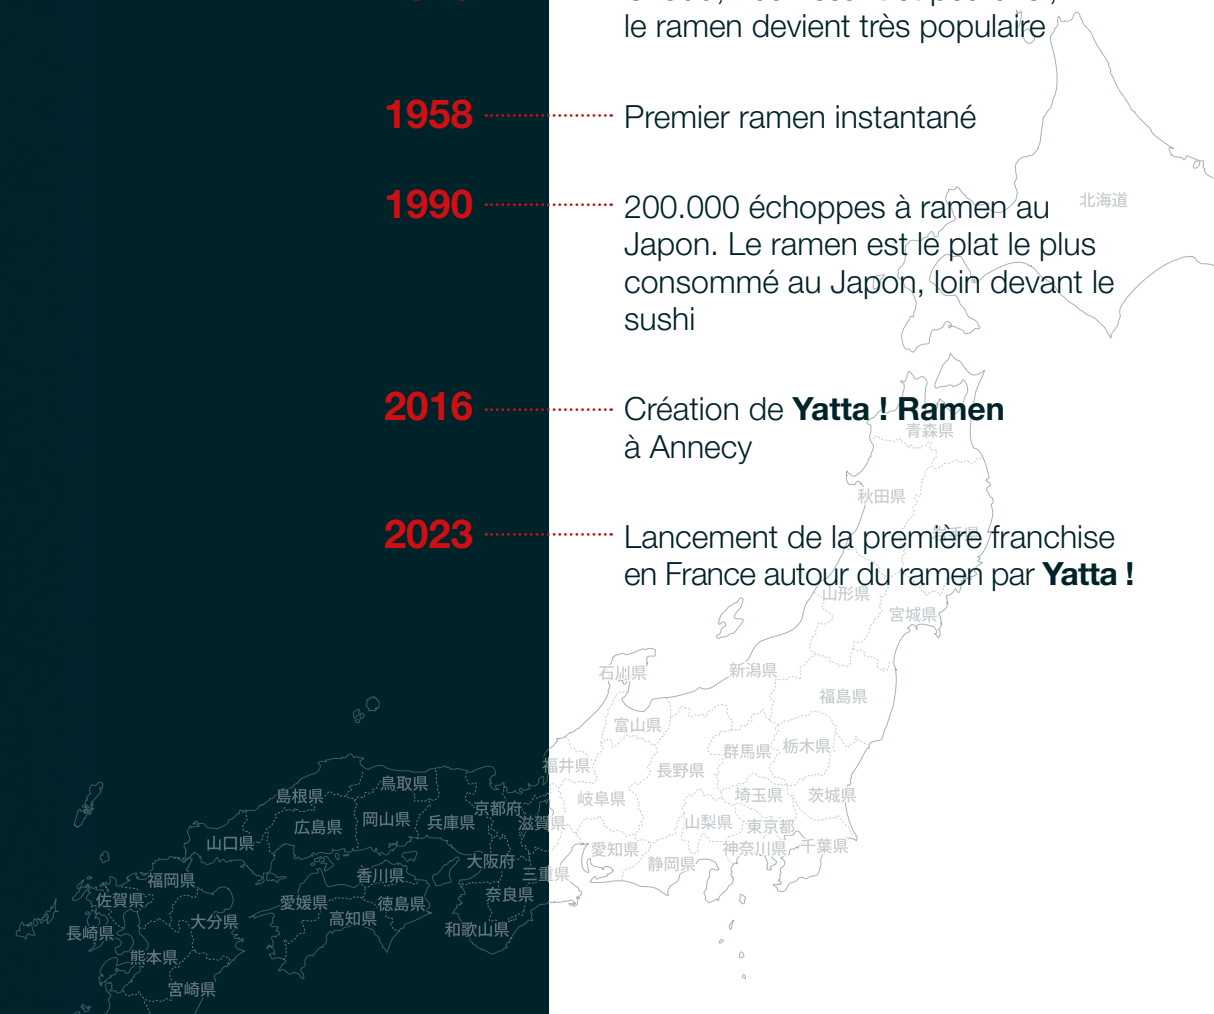 le ramen devient très populaire
1958 Premier ramen instantané
1990 200.000 échoppes à ramen au
Japon. Le ramen est le plat le plus
consommé au Japon, loin devant le
sushi
2016 Création de Yatta ! Ramen
à Annecy
2023 Lancement de la première franchise
en France autour du ramen par Yatta !
北海道
青森県
秋田県
山形県
宮城県
石川県
新潟県
福島県
富山県
群馬県
栃木県
福井県
長野県
鳥取県
島根県
岐阜県
埼玉県
茨城県
京都府
広島県
岡山県
兵庫県
滋賀県
山梨県
東京都
山口県
愛知県
神奈川県
千葉県
大阪府
静岡県
福岡県
香川県
三重県
佐賀県
愛媛県
徳島県
奈良県
大分県
高知県
長崎県
和歌山県
熊本県
宮崎県